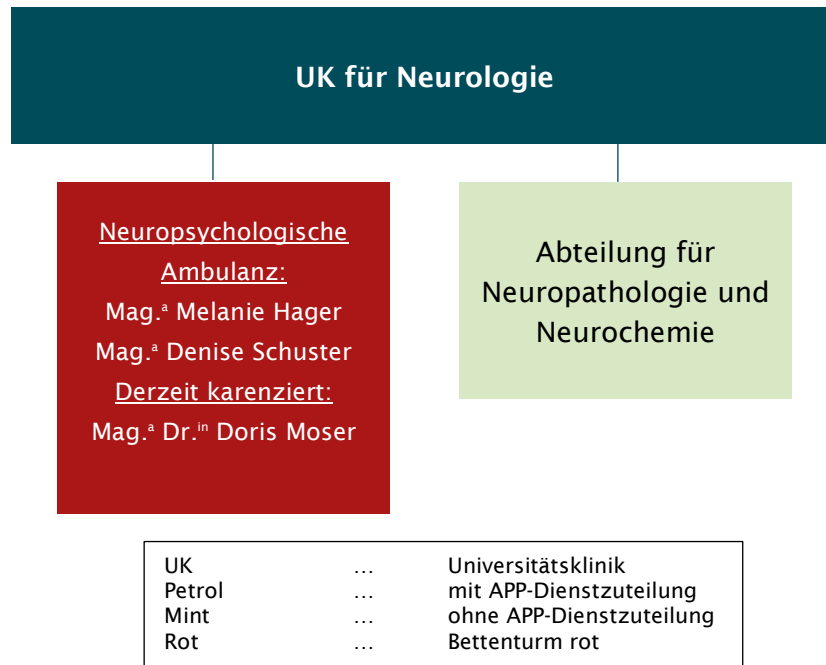 UK für Neurologie
Neuropsychologische
Ambulanz:
Mag.ᵃ Melanie Hager
Mag.ᵃ Denise Schuster
Derzeit karenziert:
Mag.ᵃ Dr.ⁱⁿ Doris Moser
Abteilung für
Neuropathologie und
Neurochemie
UK … Universitätsklinik
Petrol … mit APP-Dienstzuteilung
Mint … ohne APP-Dienstzuteilung
Rot … Bettenturm rot